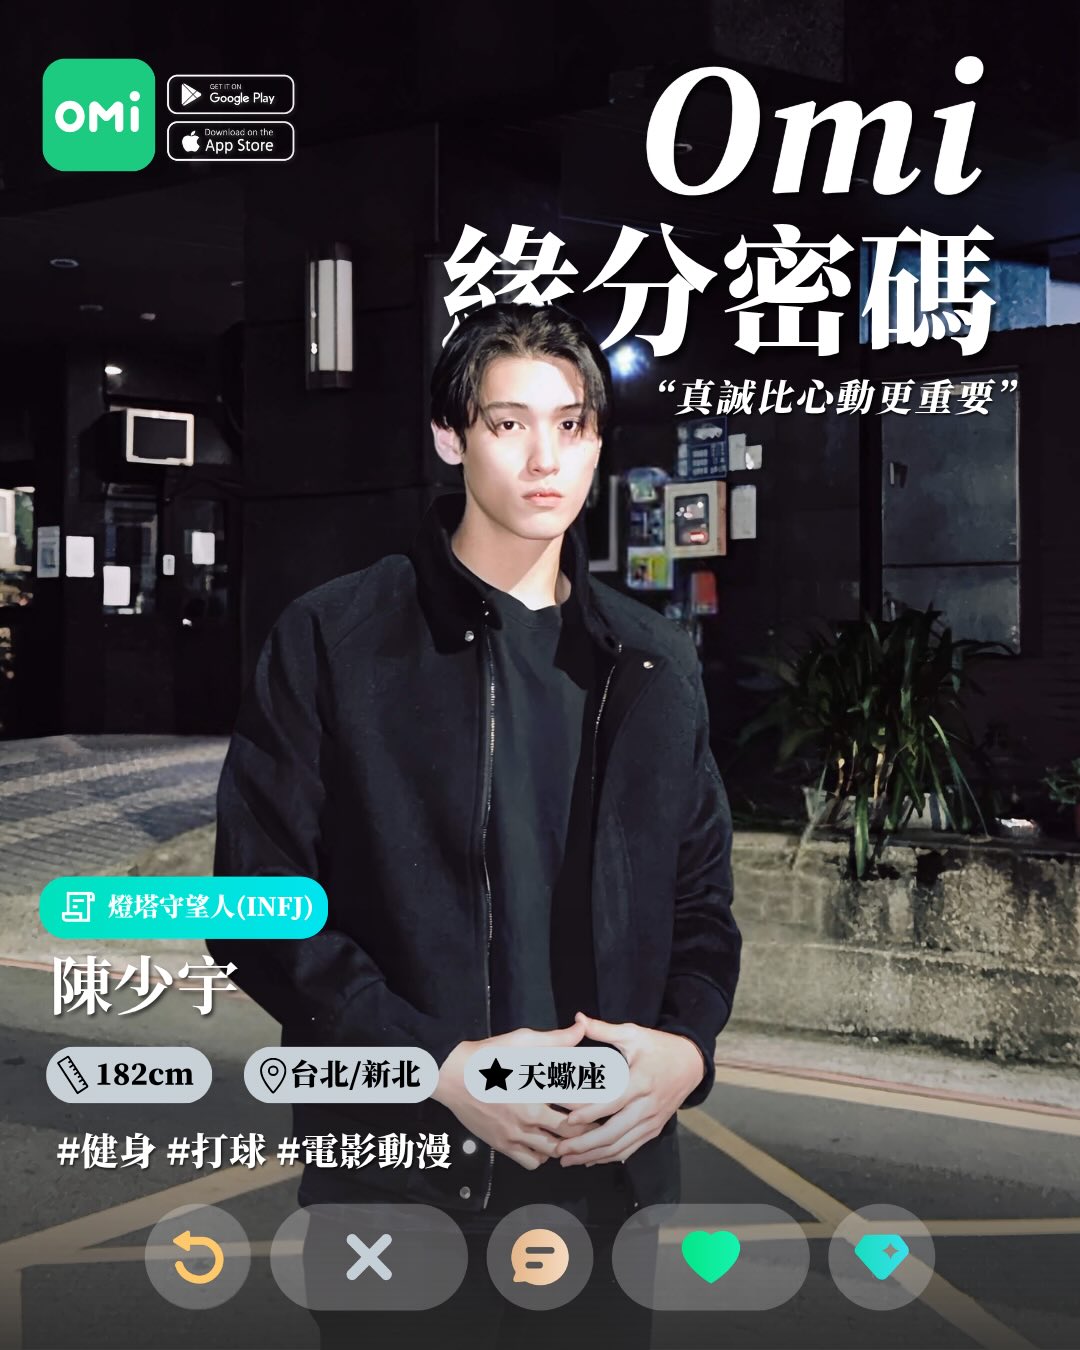 OMi
GET IT ON
Google Play
Download on the
App Store
Omi
緣分密碼
“真誠比心動更重要”
燈塔守望人(INFJ)
陳少宇
182cm
台北/新北
天蠍座
#健身 #打球 #電影動漫